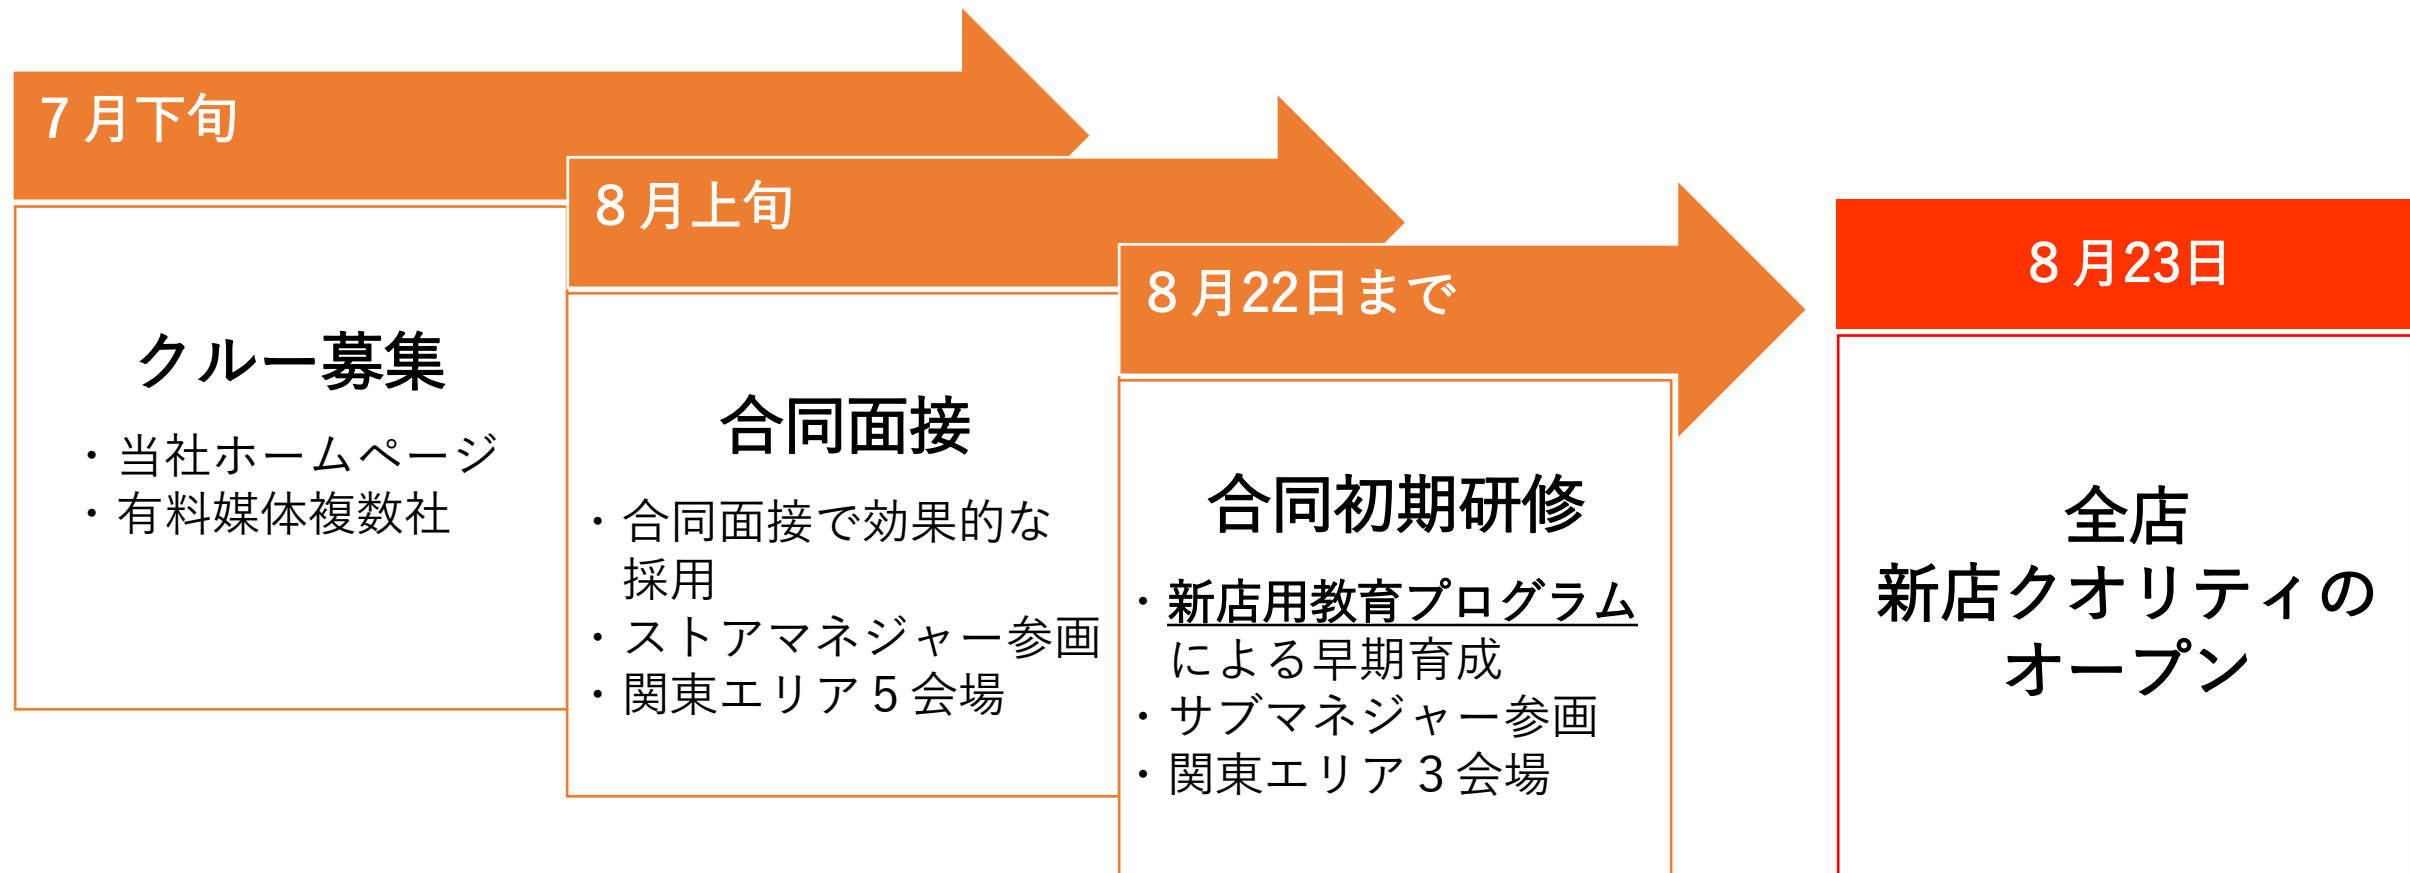 ７月下旬
クルー募集
・当社ホームページ
・有料媒体複数社
８月上旬
合同面接
・合同面接で効果的な
採用
・ストアマネジャー参画
・関東エリア５会場
８月22日まで
合同初期研修
・新店用教育プログラム
による早期育成
・サブマネジャー参画
・関東エリア３会場
８月23日
全店
新店クオリティの
オープン